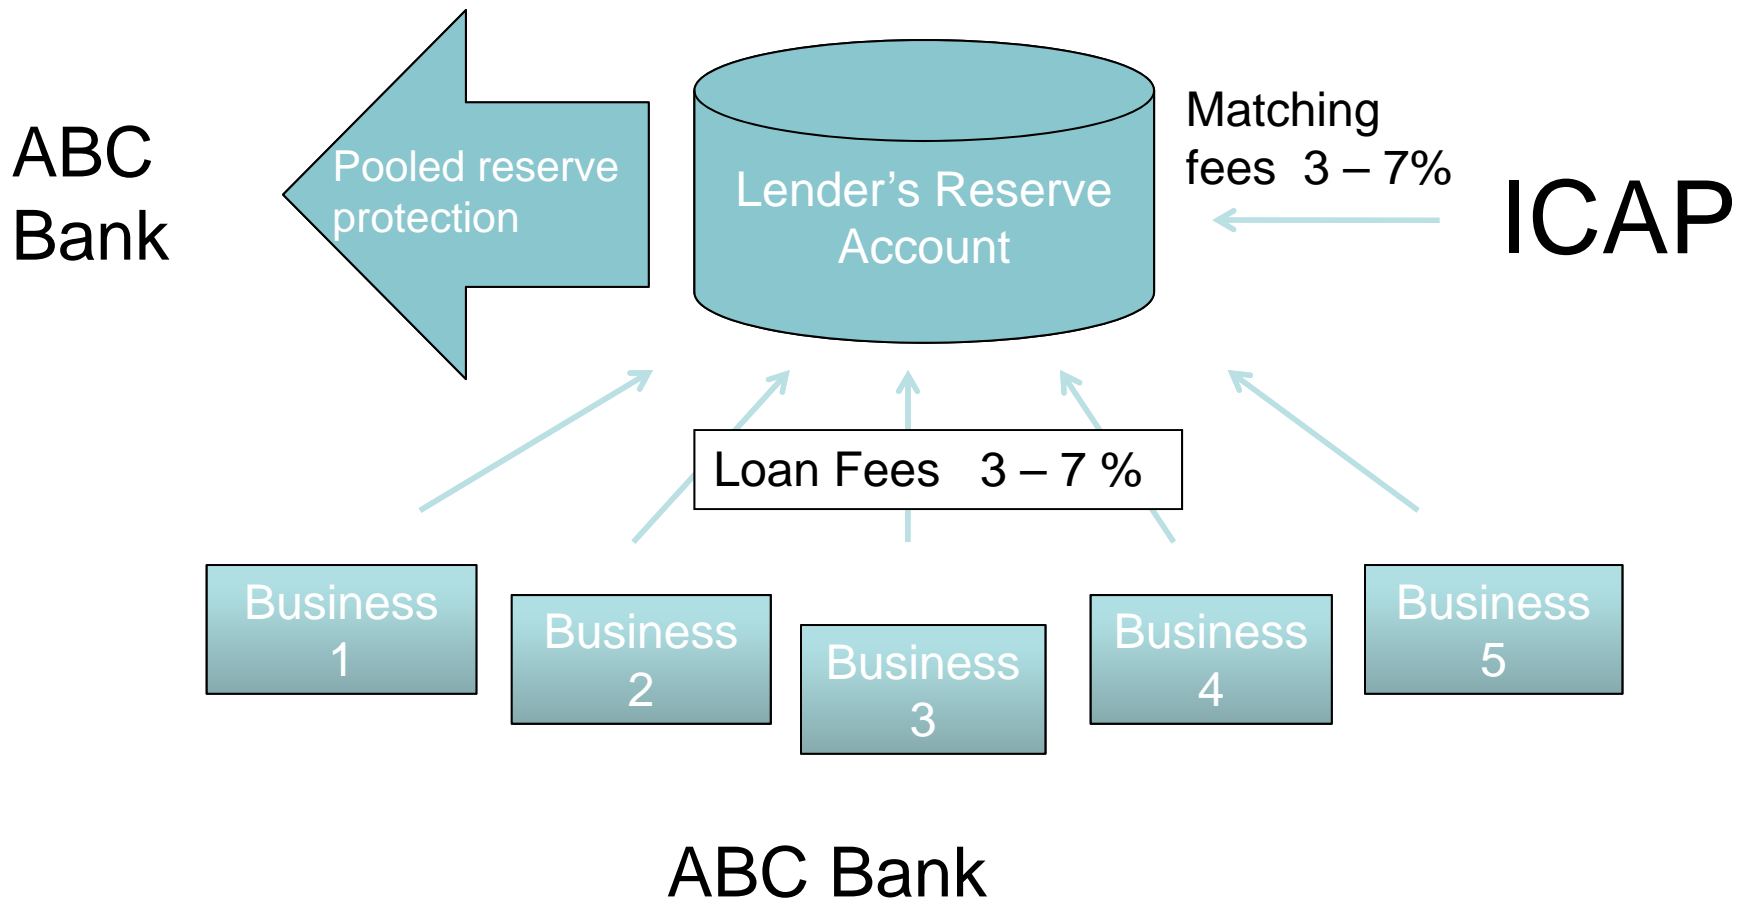 ABC
Bank
Pooled reserve
protection
Lender’s Reserve
Account
Matching
fees  3 – 7%
ICAP
Loan Fees   3 – 7 %
Business
1
Business
2
Business
3
Business
4
Business
5
ABC Bank